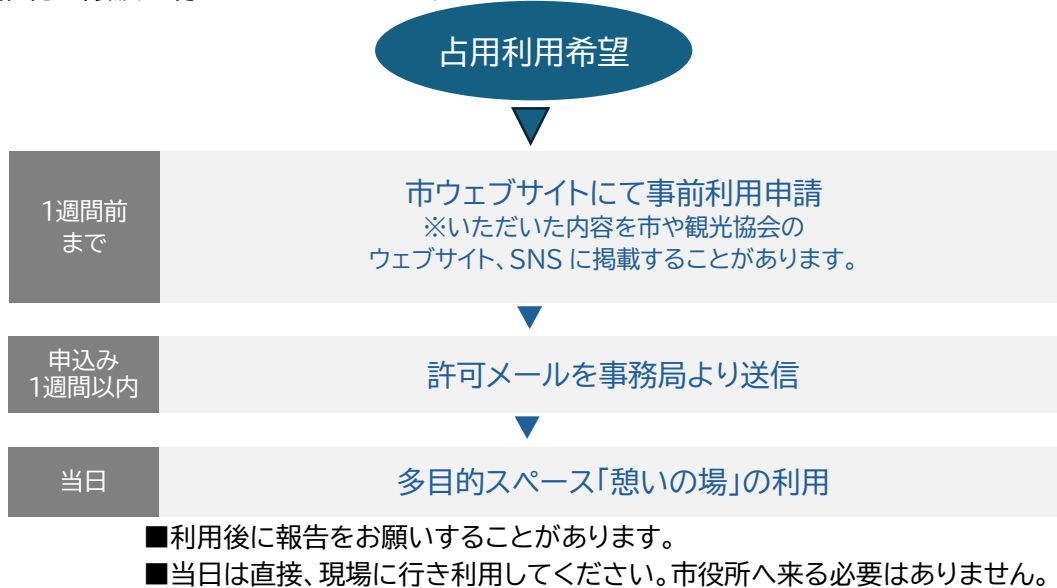 占用利用希望
1週間前
まで
市ウェブサイトにて事前利用申請
※いただいた内容を市や観光協会の
ウェブサイト、SNS に掲載することがあります。
申込み
1週間以内
許可メールを事務局より送信
当日
多目的スペース「憩いの場」の利用
■利用後に報告をお願いすることがあります。
■当日は直接、現場に行き利用してください。市役所へ来る必要はありません。